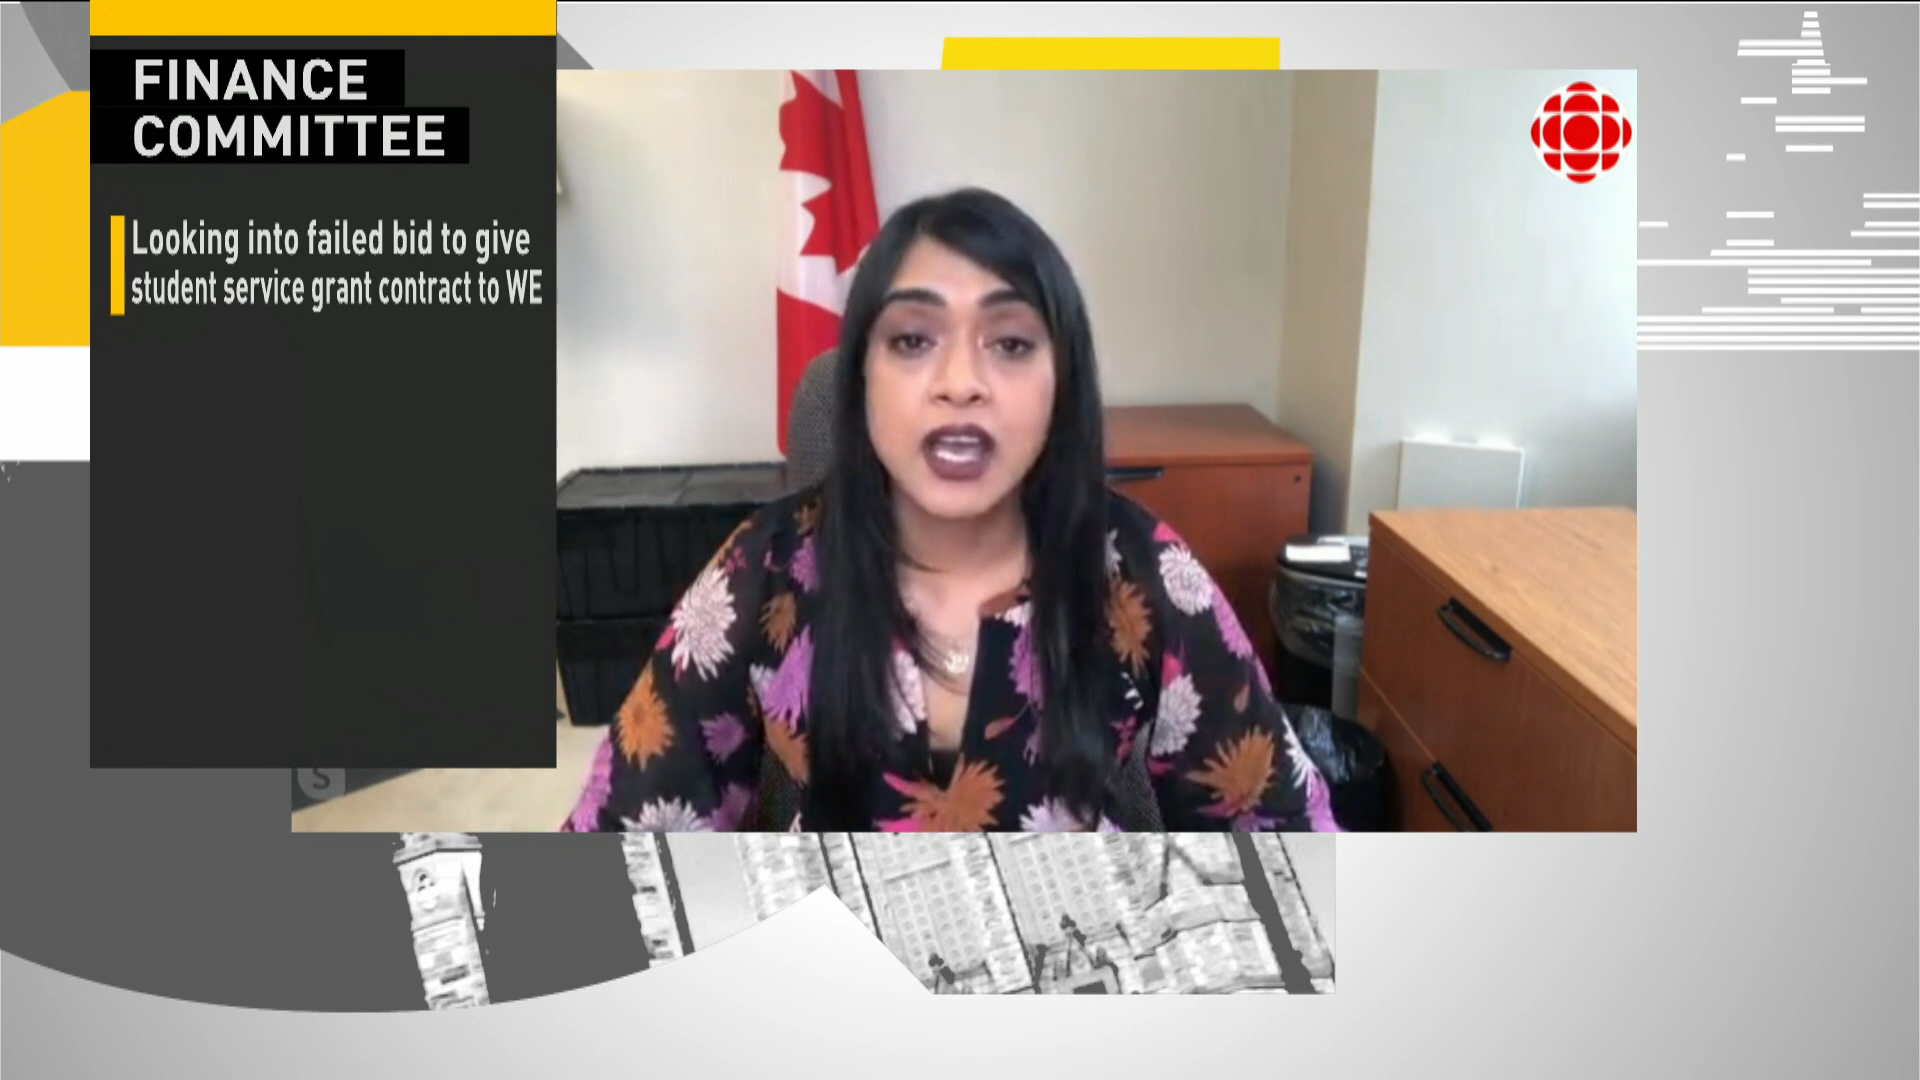 FINANCE
COMMITTEE
Looking into failed bid to give
student service grant contract to WE
S